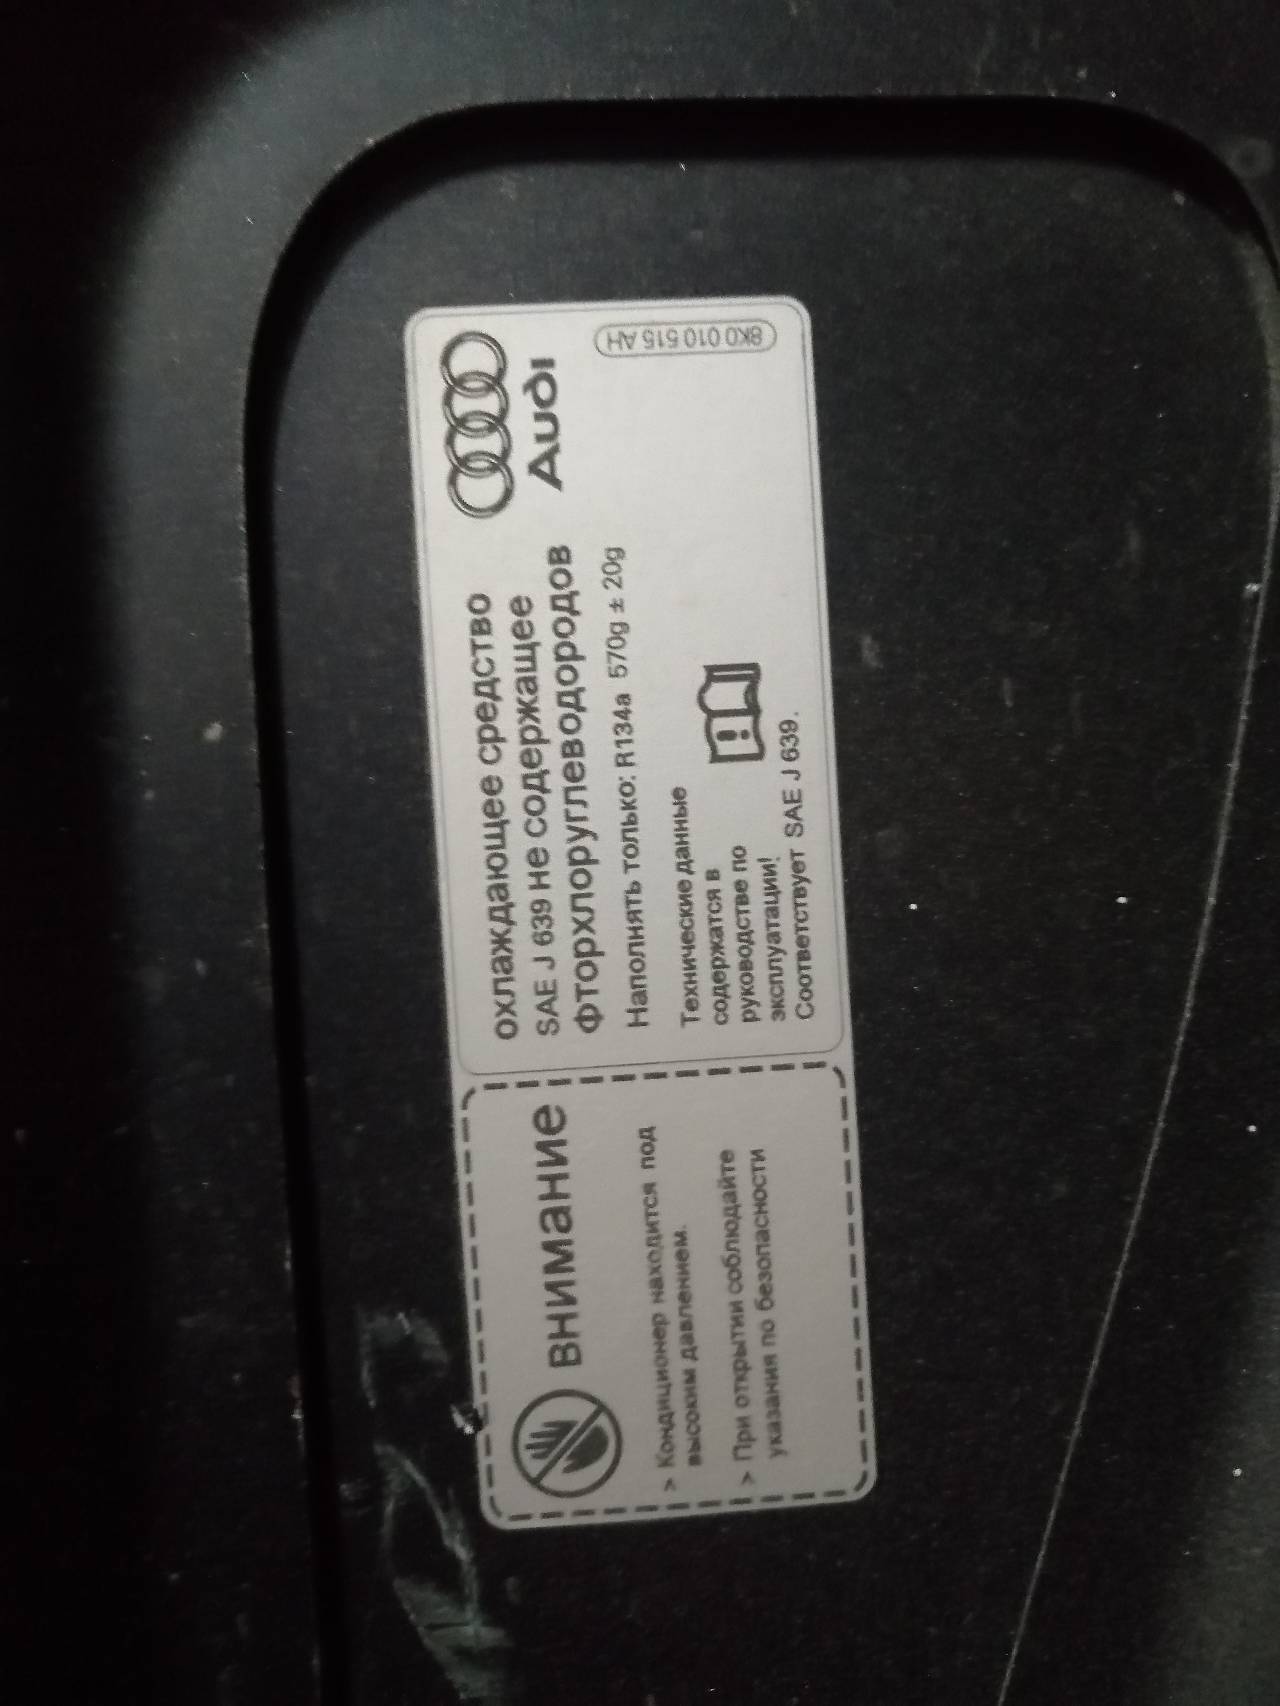 ВНИМАНИЕ
> Кондиционер находится под
высоким давлением.
> При открытии соблюдайте
указания по безопасности
охлаждающее средство
SAE J 639 не содержащее
фторхлоруглеводородов
Наполнять только: R134a 570g ± 20g
Технические данные
содержатся в
руководстве по
эксплуатации!
Соответствует SAE J 639.
Audi
8K0 010 515 AH